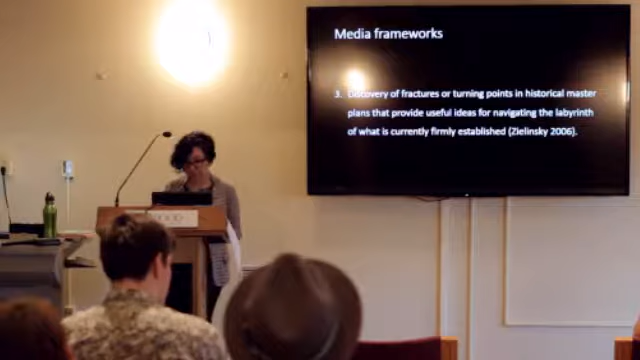 Media frameworks
3. Discovery of fractures or turning points in historical master
plans that provide useful ideas for navigating the labyrinth
of what is currently firmly established (Zielinsky 2006).